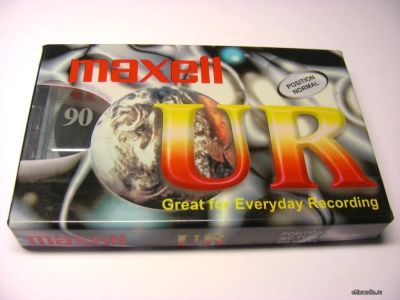 maxell
POSITION
NORMAL
90
UR
Great for Everyday Recording
maxell
UR
POSITION